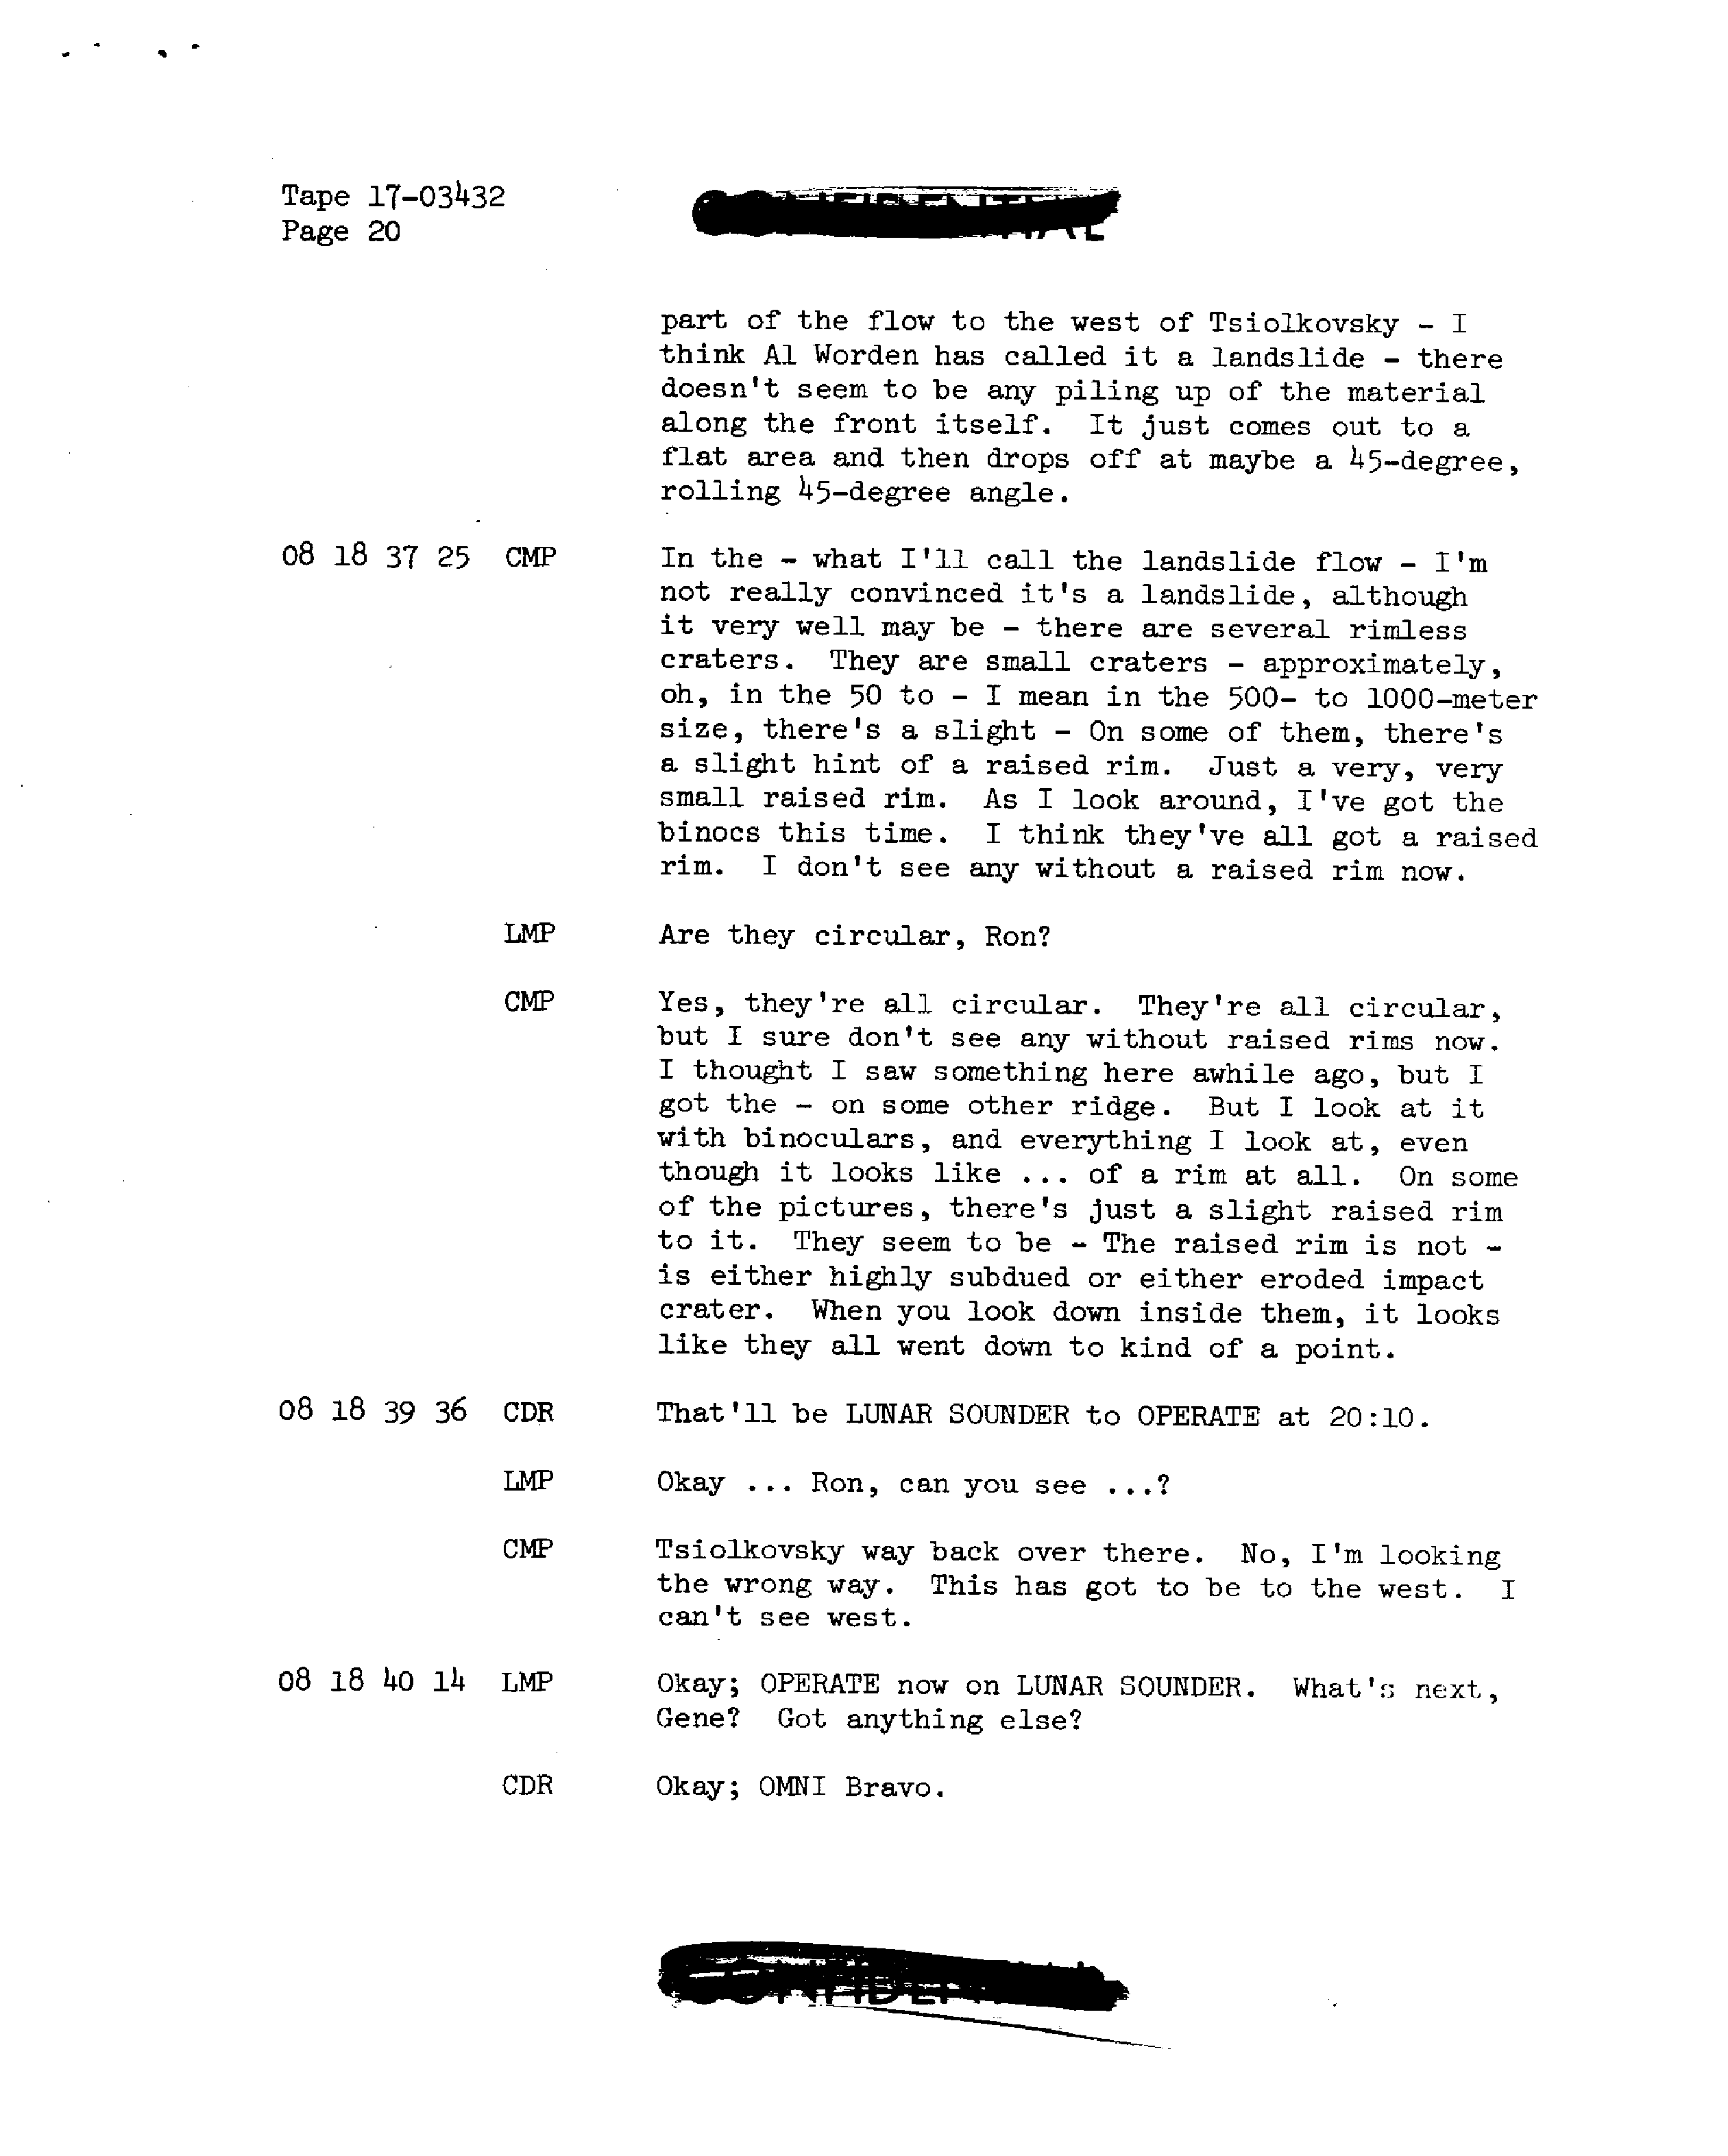 Tape 17-03432
Page 20
CONFIDENTIAL
part of the flow to the west of Tsiolkovsky - I
think Al Worden has called it a landslide - there
doesn't seem to be any piling up of the material
along the front itself. It just comes out to a
flat area and then drops off at maybe a 45-degree,
rolling 45-degree angle.
08 18 37 25 CMP In the - what I'll call the landslide flow - I'm
not really convinced it's a landslide, although
it very well may be - there are several rimless
craters. They are small craters - approximately,
oh, in the 50 to - I mean in the 500- to 1000-meter
size, there's a slight - On some of them, there's
a slight hint of a raised rim. Just a very, very
small raised rim. As I look around, I've got the
binocs this time. I think they've all got a raised
rim. I don't see any without a raised rim now.
LMP Are they circular, Ron?
CMP Yes, they're all circular. They're all circular,
but I sure don't see any without raised rims now.
I thought I saw something here awhile ago, but I
got the - on some other ridge. But I look at it
with binoculars, and everything I look at, even
though it looks like ... of a rim at all. On some
of the pictures, there's just a slight raised rim
to it. They seem to be - The raised rim is not -
is either highly subdued or either eroded impact
crater. When you look down inside them, it looks
like they all went down to kind of a point.
08 18 39 36 CDR That'll be LUNAR SOUNDER to OPERATE at 20:10.
LMP Okay ... Ron, can you see ...?
CMP Tsiolkovsky way back over there. No, I'm looking
the wrong way. This has got to be to the west. I
can't see west.
08 18 40 14 LMP Okay; OPERATE now on LUNAR SOUNDER. What's next,
Gene? Got anything else?
CDR Okay; OMNI Bravo.
CONFIDENTIAL